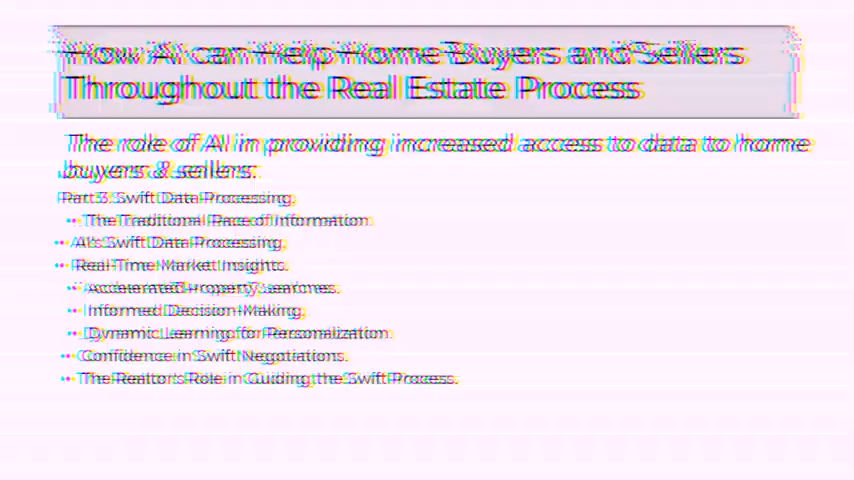 How AI can Help Home Buyers and Sellers
Throughout the Real Estate Process
The role of AI in providing increased access to data to home
buyers & sellers.
Part 3: Swift Data Processing.
• The Traditional Pace of Information
• AI's Swift Data Processing.
• Real-Time Market Insights.
• Accelerated Property Searches.
• Informed Decision-Making.
• Dynamic Learning for Personalization.
• Confidence in Swift Negotiations.
• The Realtor's Role in Guiding the Swift Process.